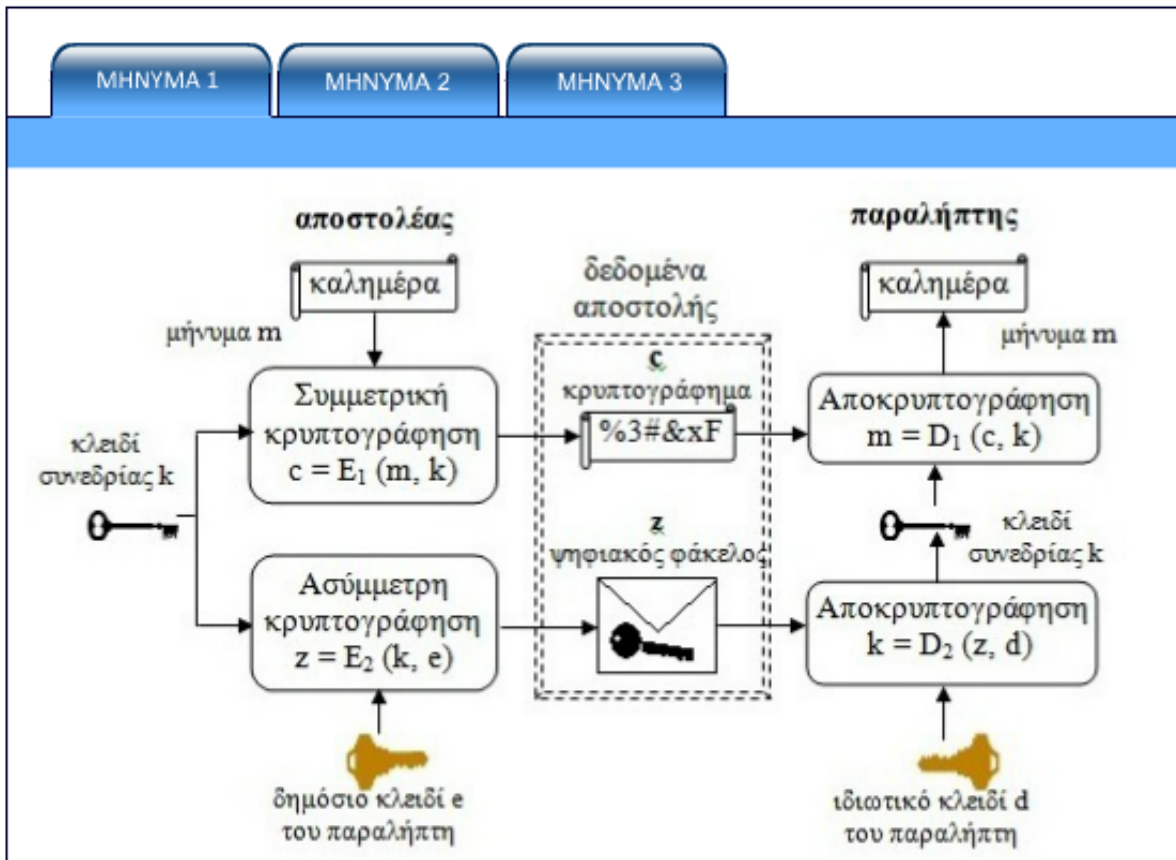 ΜΗΝΥΜΑ 1
ΜΗΝΥΜΑ 2
ΜΗΝΥΜΑ 3
αποστολέας
καλημέρα
μήνυμα m
Συμμετρική
κρυπτογράφηση
c = E₁ (m, k)
κλειδί
συνεδρίας k
Ασύμμετρη
κρυπτογράφηση
z = E₂ (k, e)
δημόσιο κλειδί e
του παραλήπτη
δεδομένα
αποστολής
c
κρυπτογράφημα
%3#&xF
z
ψηφιακός φάκελος
παραλήπτης
καλημέρα
μήνυμα m
Αποκρυπτογράφηση
m = D₁ (c, k)
κλειδί
συνεδρίας k
Αποκρυπτογράφηση
k = D₂ (z, d)
ιδιωτικό κλειδί d
του παραλήπτη